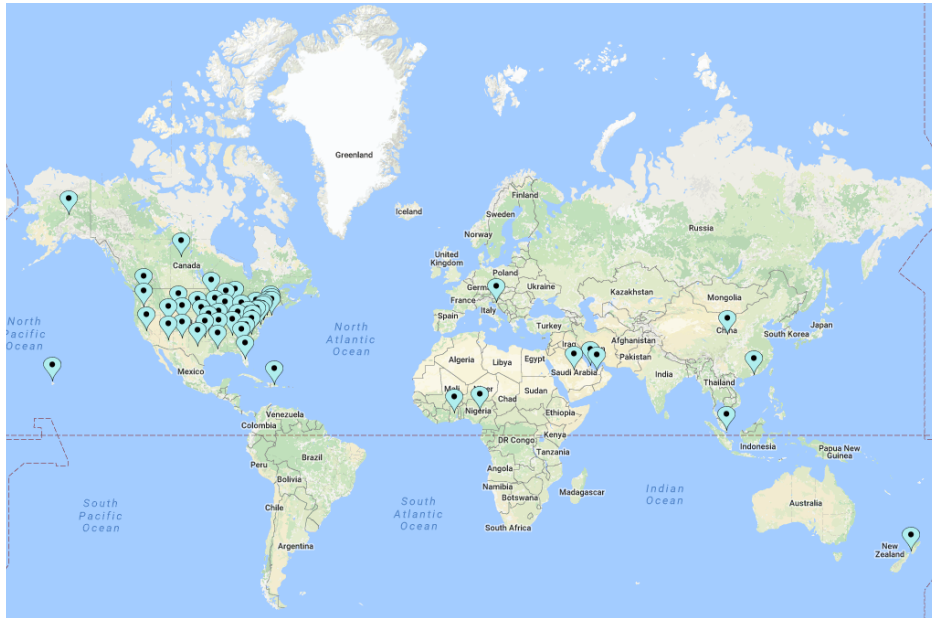 Greenland
Iceland
Finland
Sweden
Norway
Russia
Canada
United
Kingdom
Poland
Germ
Ukraine
France
Kazakhstan
Mongolia
Italy
Spain
Turkey
China
South Korea
Japan
North
Pacific
Ocean
North
Atlantic
Ocean
Iraq
Afghanistan
Pakistan
Algeria
Libya
Egypt
Saudi Arabia
India
Mexico
Mali
Niger
Chad
Sudan
Thailand
Nigeria
Ethiopia
Venezuela
Colombia
DR Congo
Kenya
Tanzania
Indonesia
Papua New
Guinea
Peru
Brazil
Bolivia
Angola
Namibia
Botswana
Madagascar
Chile
South
Pacific
Ocean
South
Atlantic
Ocean
Indian
Ocean
Australia
South Africa
Argentina
New
Zealand